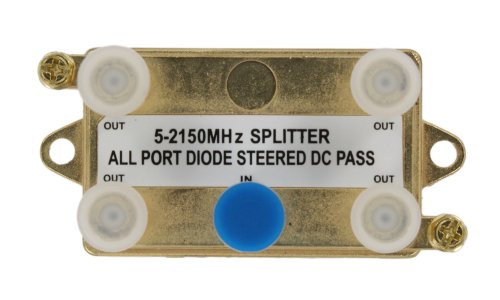 OUT OUT
5-2150MHz SPLITTER
ALL PORT DIODE STEERED DC PASS
OUT IN OUT